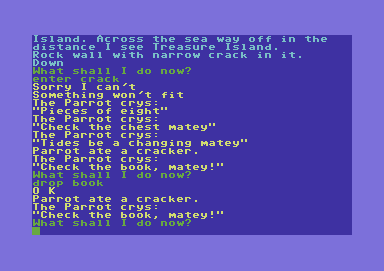 Island. Across the sea way off in the
distance I see Treasure Island.
Rock wall with narrow crack in it.
Down
What shall I do now?
enter crack
Sorry I can't
Something won't fit
The Parrot crys:
"Pieces of eight"
The Parrot crys:
"Check the chest matey"
The Parrot crys:
"Tides be a changing matey"
Parrot ate a cracker.
The Parrot crys:
"Check the book, matey!"
What shall I do now?
drop book
O K
Parrot ate a cracker.
The Parrot crys:
"Check the book, matey!"
What shall I do now?